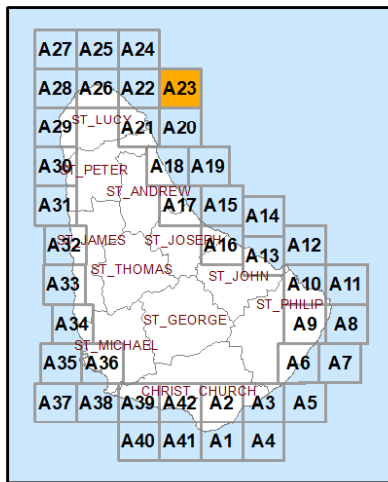 A27 A25 A24
A28 A26 A22 A23
A29 A21 A20
ST_LUCY
A30 A18 A19
ST_PETER
ST_ANDREW
A31 A17 A15
A14
A32 A16
ST_JAMES ST_JOSEPH
A13 A12
ST_THOMAS ST_JOHN
A33 A10 A11
ST_PHILIP
A34 ST_GEORGE A9 A8
ST_MICHAEL
A35 A36 A6 A7
CHRIST_CHURCH
A37 A38 A39 A42 A2 A3 A5
A40 A41 A1 A4